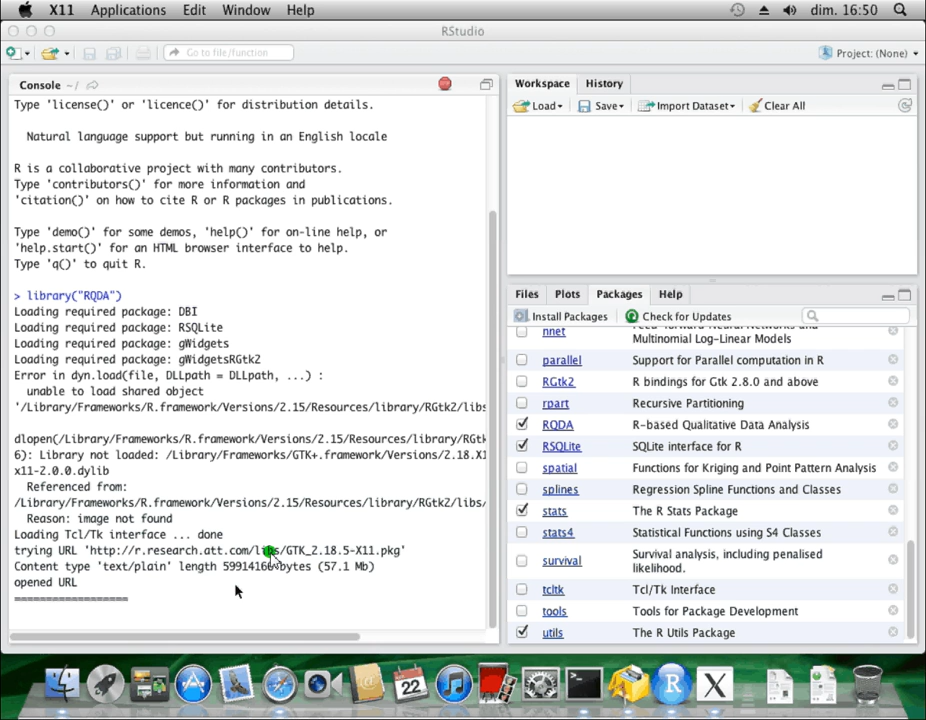 X11 Applications Edit Window Help dim. 16:50
RStudio
Go to file/function Project: (None)
Console ~/
Type 'license()' or 'licence()' for distribution details.
Natural language support but running in an English locale
R is a collaborative project with many contributors.
Type 'contributors()' for more information and
'citation()' on how to cite R or R packages in publications.
Type 'demo()' for some demos, 'help()' for on-line help, or
'help.start()' for an HTML browser interface to help.
Type 'q()' to quit R.
> library("RQDA")
Loading required package: DBI
Loading required package: RSQLite
Loading required package: gWidgets
Loading required package: gWidgetsRGtk2
Error in dyn.load(file, DLLpath = DLLpath, ...) :
unable to load shared object
'/Library/Frameworks/R.framework/Versions/2.15/Resources/library/RGtk2/libs
dlopen(/Library/Frameworks/R.framework/Versions/2.15/Resources/library/RGtk
6): Library not loaded: /Library/Frameworks/GTK+.framework/Versions/2.18.X
x11-2.0.0.dylib
Referenced from:
/Library/Frameworks/R.framework/Versions/2.15/Resources/library/RGtk2/libs/
Reason: image not found
Loading Tcl/Tk interface ... done
trying URL 'http://r.research.att.com/libs/GTK_2.18.5-X11.pkg'
Content type 'text/plain' length 59914160 bytes (57.1 Mb)
opened URL
==================
Workspace History
Load Save Import Dataset Clear All
Files Plots Packages Help
Install Packages Check for Updates
nnet Feed-forward Neural Networks and
Multinomial Log-Linear Models
parallel Support for Parallel computation in R
RGtk2 R bindings for Gtk 2.8.0 and above
rpart Recursive Partitioning
RQDA R-based Qualitative Data Analysis
RSQLite SQLite interface for R
spatial Functions for Kriging and Point Pattern Analysis
splines Regression Spline Functions and Classes
stats The R Stats Package
stats4 Statistical Functions using S4 Classes
survival Survival analysis, including penalised
likelihood.
tcltk Tcl/Tk Interface
tools Tools for Package Development
utils The R Utils Package
22
R
X